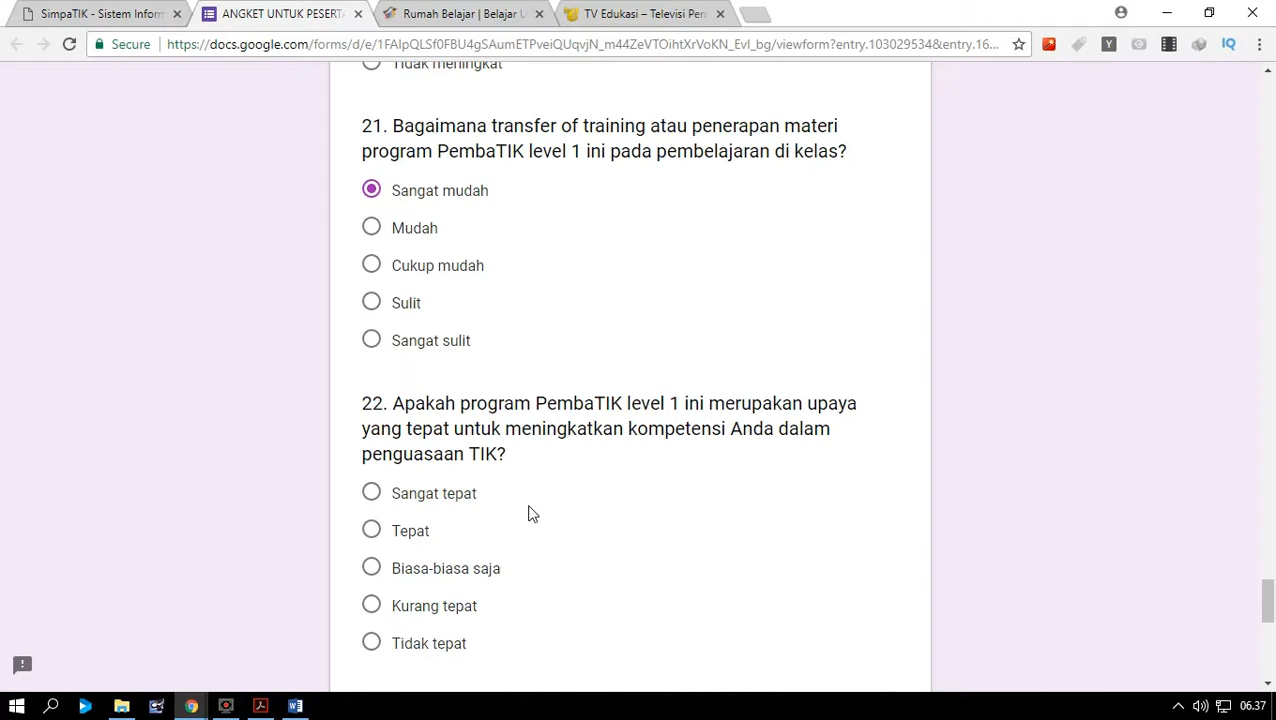 SimpaTIK - Sistem Inform
ANGKET UNTUK PESERTA
Rumah Belajar | Belajar U
TV Edukasi – Televisi Pen
Secure
https://docs.google.com/forms/d/e/1FAIpQLSf0FBU
entry.103029534&entry.16...
Y
IQ
Tidak meningkat
21. Bagaimana transfer of training atau penerapan materi
program PembaTIK level 1 ini pada pembelajaran di kelas?
Sangat mudah
Mudah
Cukup mudah
Sulit
Sangat sulit
22. Apakah program PembaTIK level 1 ini merupakan upaya
yang tepat untuk meningkatkan kompetensi Anda dalam
penguasaan TIK?
Sangat tepat
Tepat
Biasa-biasa saja
Kurang tepat
Tidak tepat
06.37